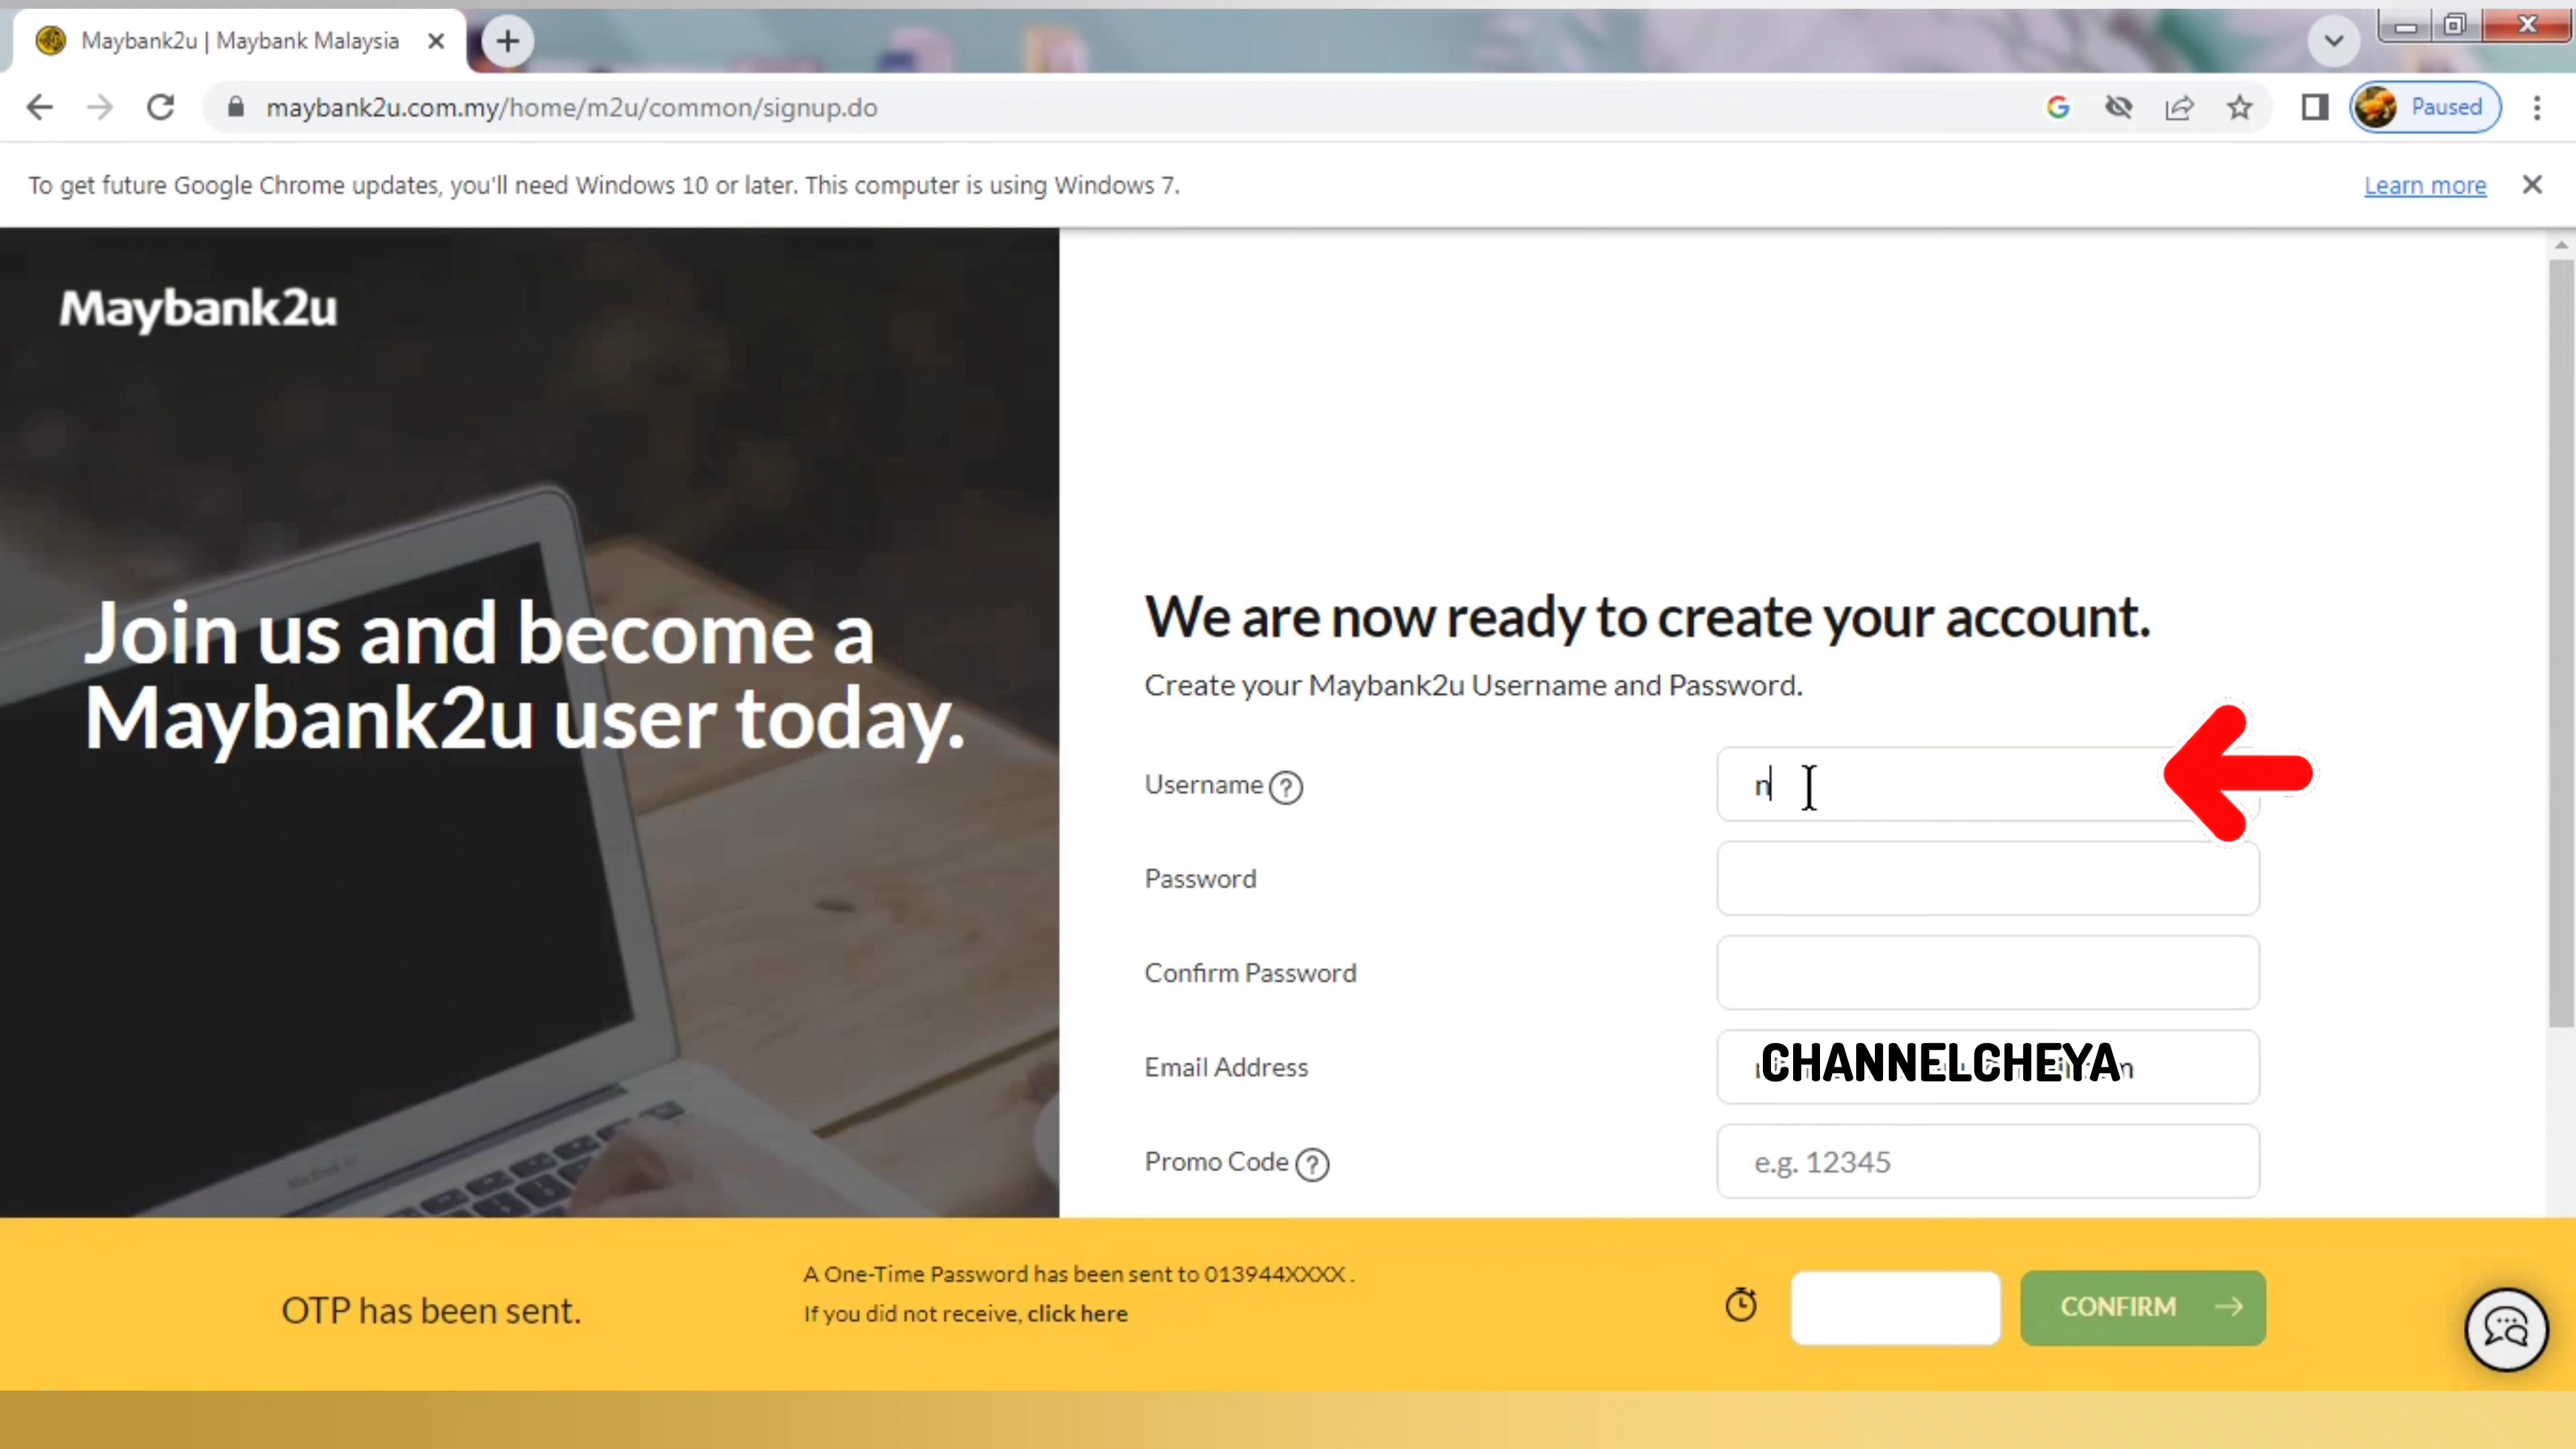 Maybank2u | Maybank Malaysia
maybank2u.com.my/home/m2u/common/signup.do
Paused
To get future Google Chrome updates, you'll need Windows 10 or later. This computer is using Windows 7.
Learn more
Maybank2u
Join us and become a
Maybank2u user today.
We are now ready to create your account.
Create your Maybank2u Username and Password.
Username ?
n
Password
Confirm Password
Email Address
CHANNELCHEYA
Promo Code ?
e.g. 12345
OTP has been sent.
A One-Time Password has been sent to 013944XXXX .
If you did not receive, click here
CONFIRM